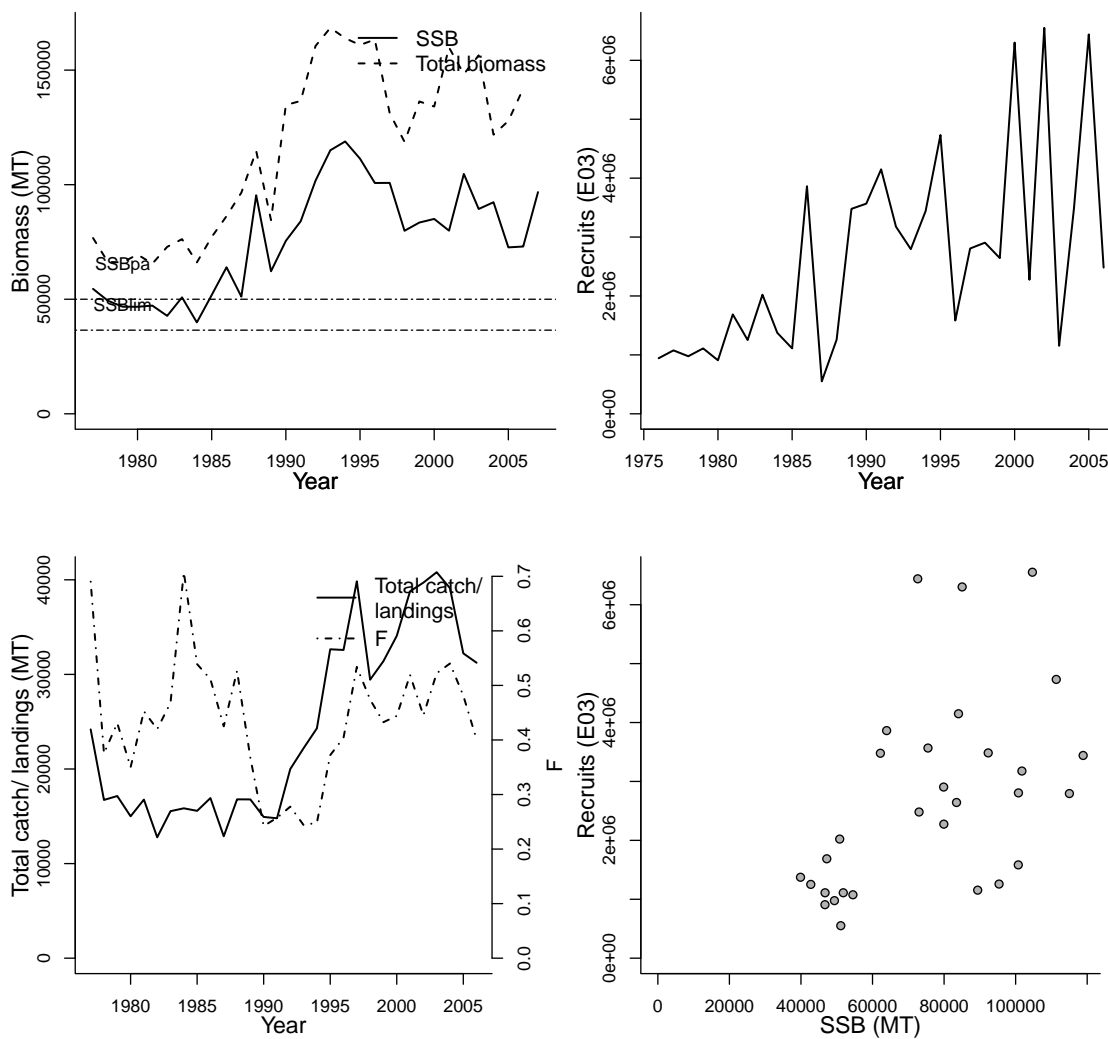 SSB
Total biomass
SSBpa
SSBlim
Biomass (MT)
0
50000
100000
150000
1980
1985
1990
1995
2000
2005
Year
Recruits (E03)
0e+00
2e+06
4e+06
6e+06
1975
1980
1985
1990
1995
2000
2005
Year
Total catch/
landings
F
Total catch/ landings (MT)
0
10000
20000
30000
40000
F
0.0
0.1
0.2
0.3
0.4
0.5
0.6
0.7
1980
1985
1990
1995
2000
2005
Year
Recruits (E03)
0e+00
2e+06
4e+06
6e+06
0
20000
40000
60000
80000
100000
SSB (MT)